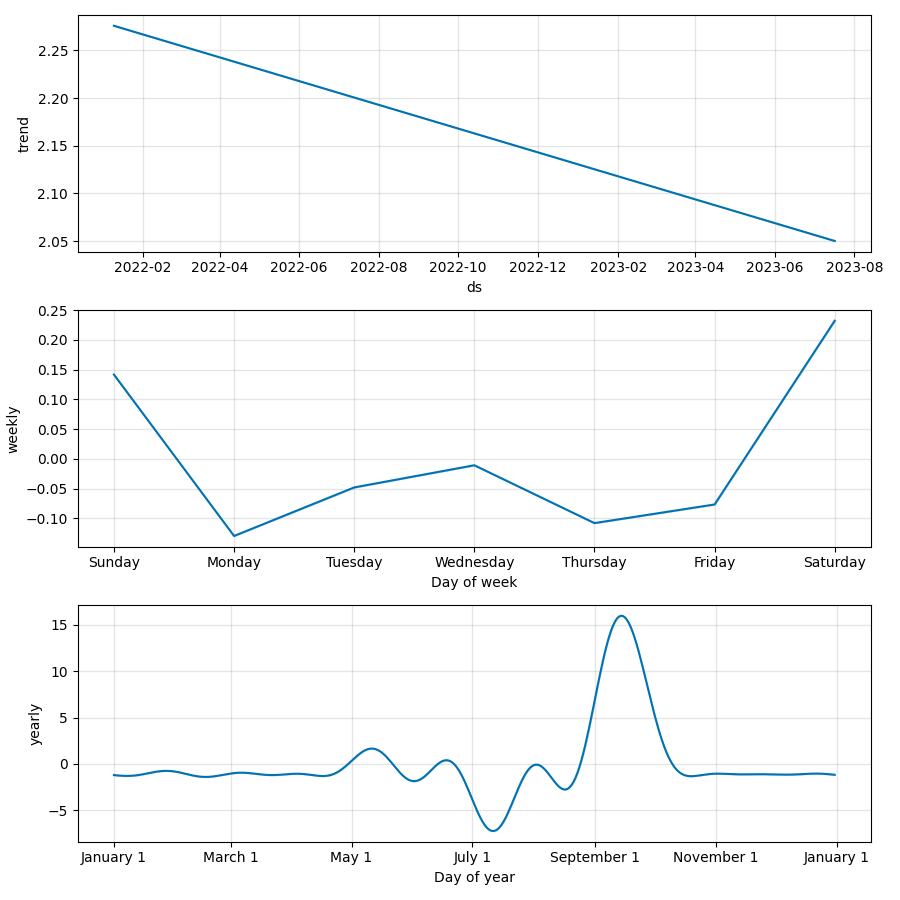 2.25
2.20
2.15
2.10
2.05
trend
2022-02 2022-04 2022-06 2022-08 2022-10 2022-12 2023-02 2023-04 2023-06 2023-08
ds
0.25
0.20
0.15
0.10
0.05
0.00
−0.05
−0.10
weekly
Sunday Monday Tuesday Wednesday Thursday Friday Saturday
Day of week
15
10
5
0
−5
yearly
January 1 March 1 May 1 July 1 September 1 November 1 January 1
Day of year